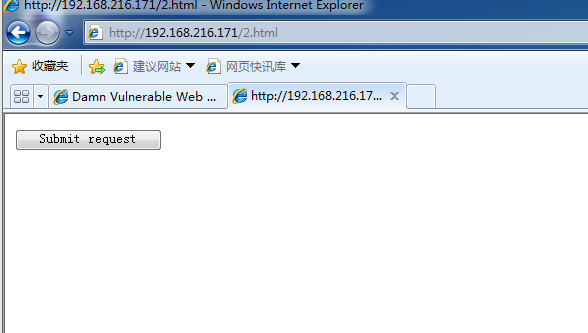 http://192.168.216.171/2.html - Windows Internet Explorer
http://192.168.216.171/2.html
收藏夹 建议网站 网页快讯库
Damn Vulnerable Web ... http://192.168.216.17...
Submit request